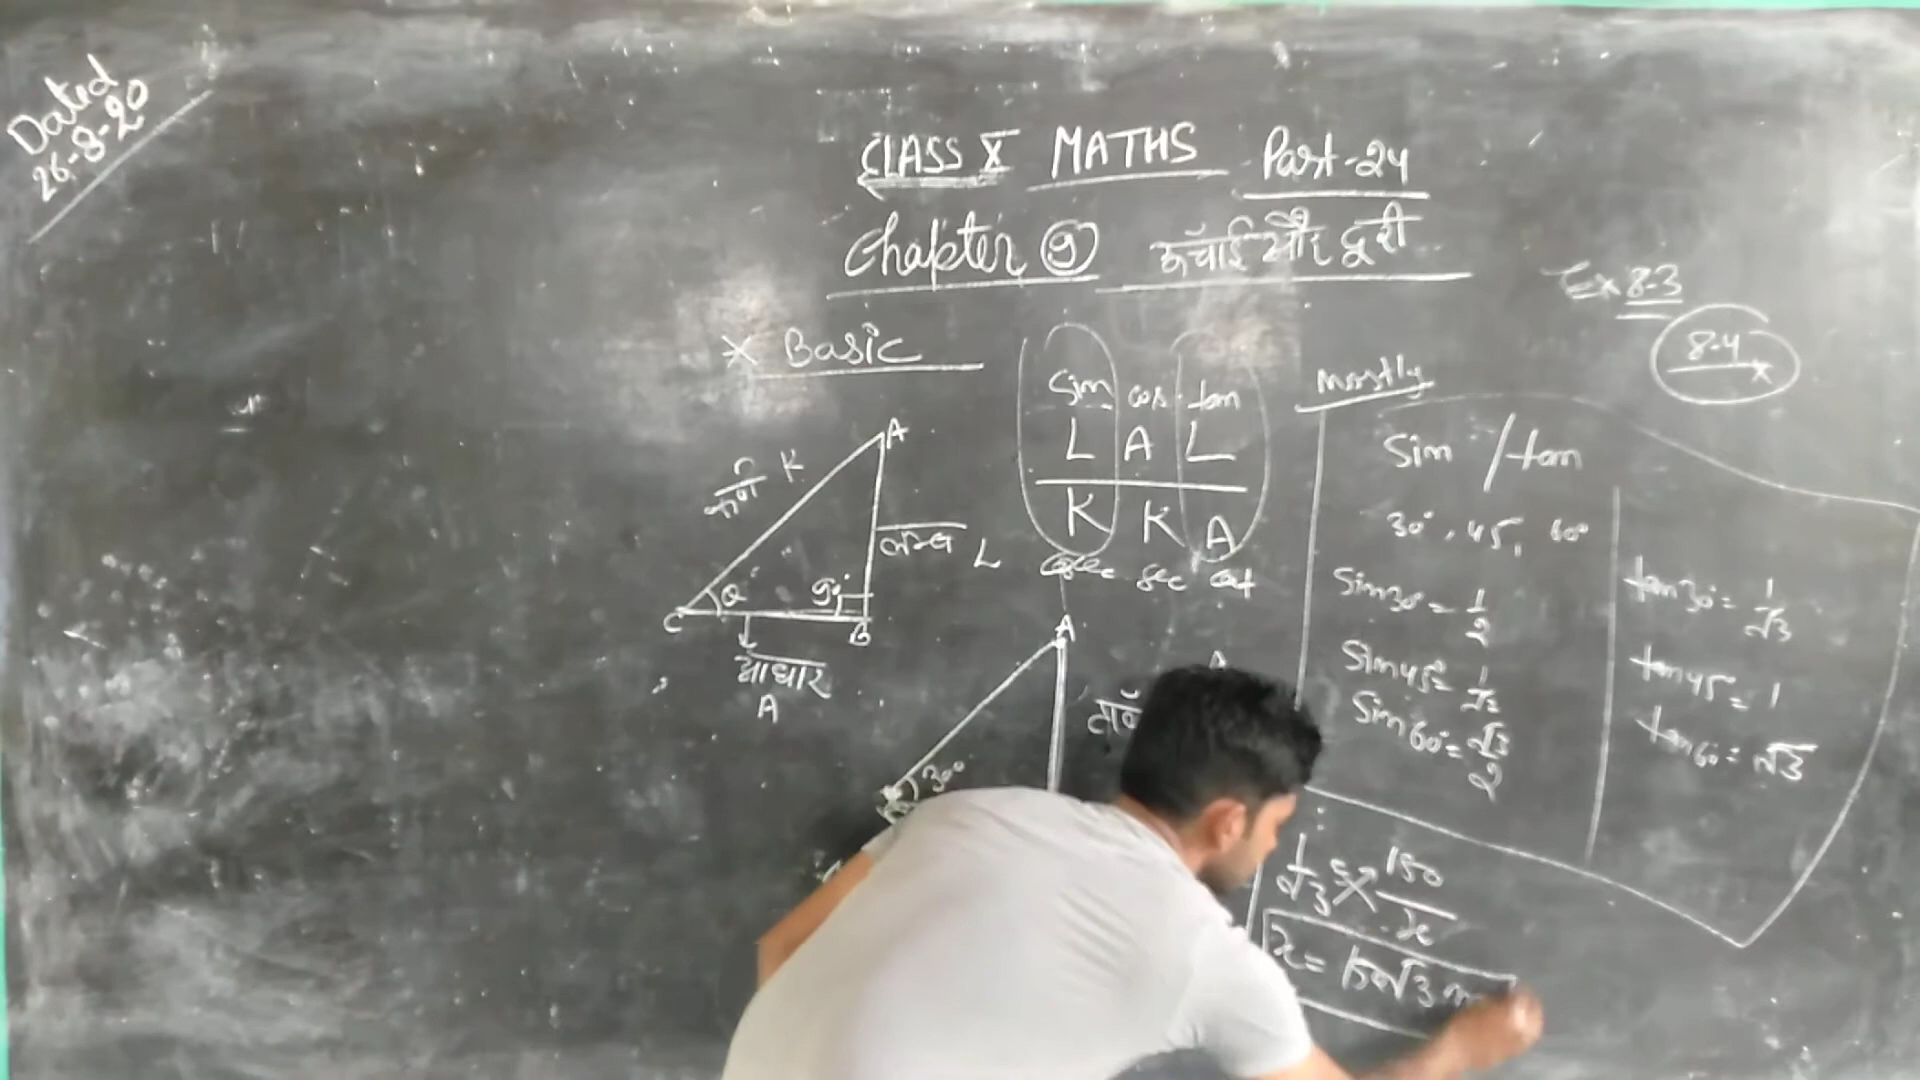 Dated
26-8-20
CLASS X MATHS Part-24
Chapter 9 ऊँचाई और दूरी
Ex 8.3
8.4
* Basic
A
कर्ण K
लम्ब L
C
B
आधार
A
Sin cos tan
L A L
K K A
cosec sec cot
A
30°
Mostly
Sin / tan
30°, 45, 60°
Sin30° = 1/2
Sin45° = 1/√2
Sin60° = √3/2
tan30° = 1/√3
tan45° = 1
tan60° = √3
1/√3 150/x
x = 150√3 m